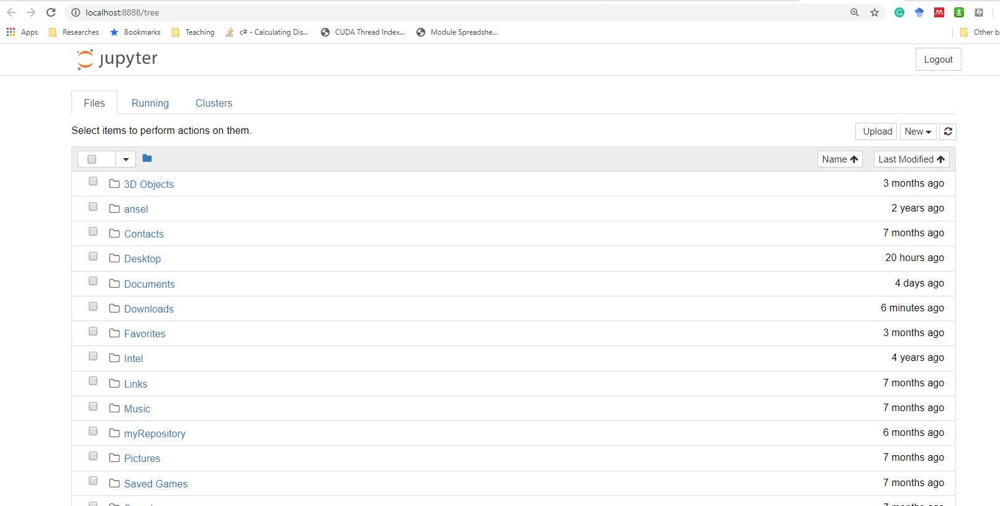 localhost:8888/tree
Apps Researches Bookmarks Teaching c# - Calculating Dis... CUDA Thread Index... Module Spreadshe... Other b
jupyter Logout
Files Running Clusters
Select items to perform actions on them. Upload New
Name Last Modified
3D Objects 3 months ago
ansel 2 years ago
Contacts 7 months ago
Desktop 20 hours ago
Documents 4 days ago
Downloads 6 minutes ago
Favorites 3 months ago
Intel 4 years ago
Links 7 months ago
Music 7 months ago
myRepository 6 months ago
Pictures 7 months ago
Saved Games 7 months ago
7 months ago